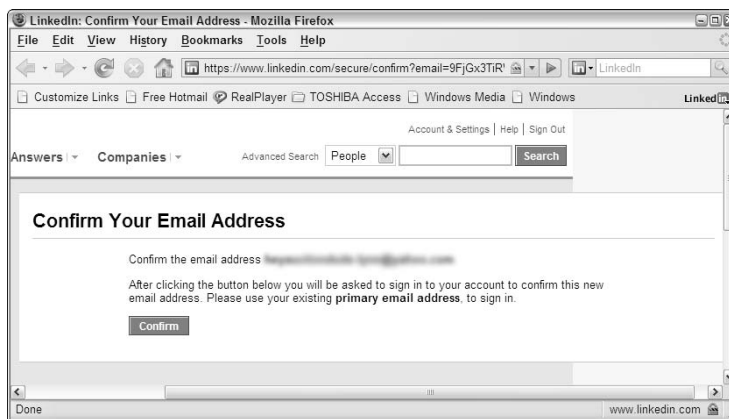 LinkedIn: Confirm Your Email Address - Mozilla Firefox
File Edit View History Bookmarks Tools Help
https://www.linkedin.com/secure/confirm?email=9FjGx3TiR LinkedIn
Customize Links Free Hotmail RealPlayer TOSHIBA Access Windows Media Windows Linked in
Account & Settings | Help | Sign Out
Answers Companies Advanced Search People Search
Confirm Your Email Address
Confirm the email address
After clicking the button below you will be asked to sign in to your account to confirm this new
email address. Please use your existing primary email address, to sign in.
Confirm
Done www.linkedin.com